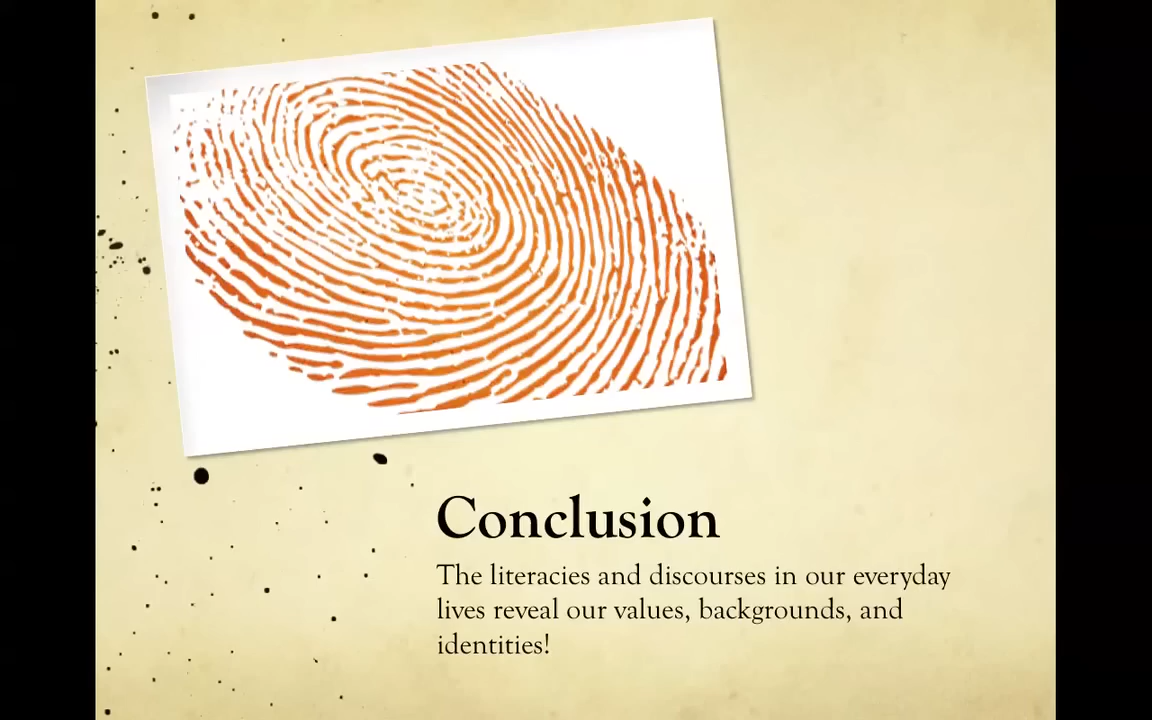 Conclusion
The literacies and discourses in our everyday
lives reveal our values, backgrounds, and
identities!